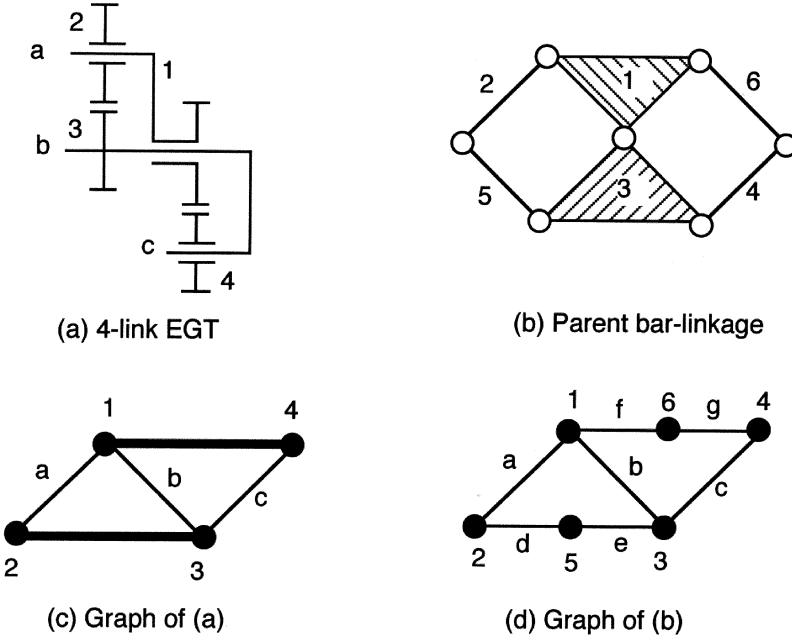 2
a
1
3
b
c
4
(a) 4-link EGT
1
2
6
5
3
4
(b) Parent bar-linkage
1
4
a
b
c
2
3
(c) Graph of (a)
1
f
6
g
4
a
b
c
2
d
5
e
3
(d) Graph of (b)